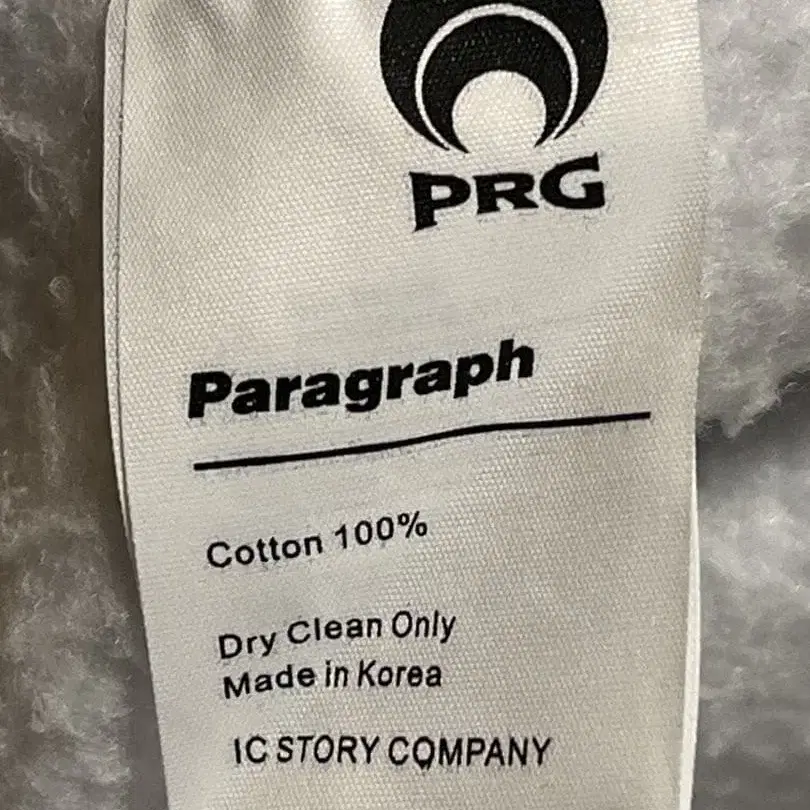 PRG
Paragraph
Cotton 100%
Dry Clean Only
Made in Korea
IC STORY COMPANY